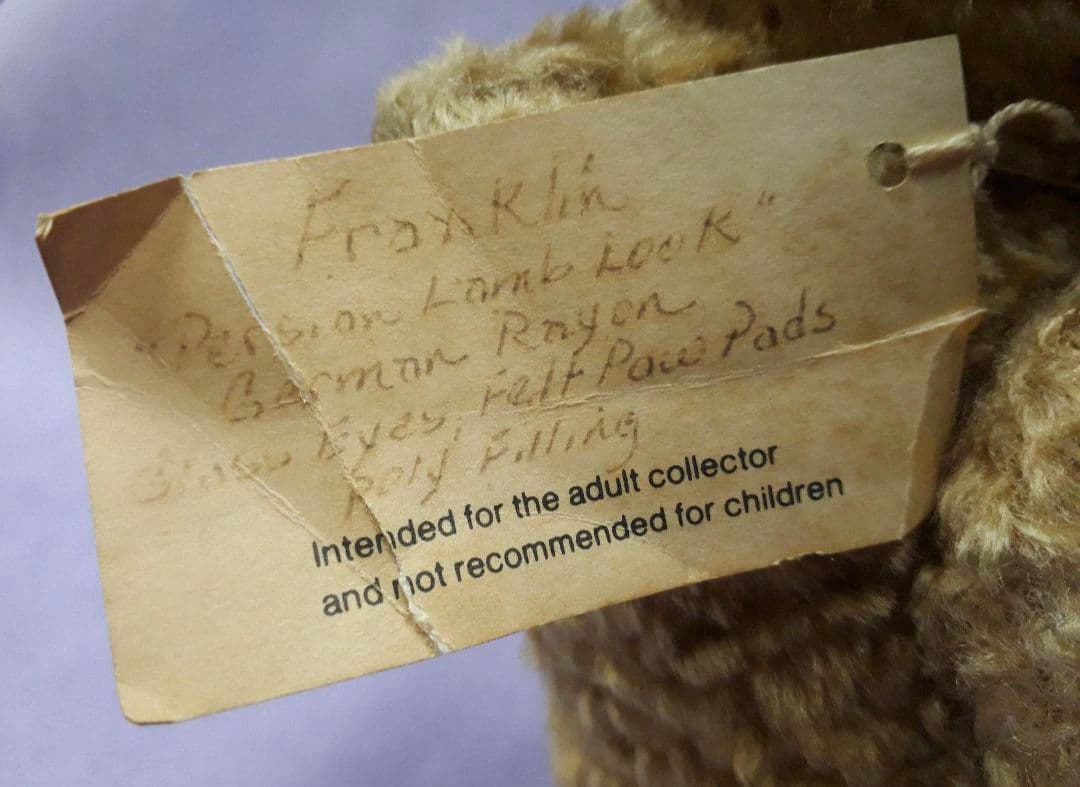 Franklin
"Persian Lamb Look"
German Rayon
Glass Eyes, Felt Paw Pads
Poly Filling
Intended for the adult collector
and not recommended for children